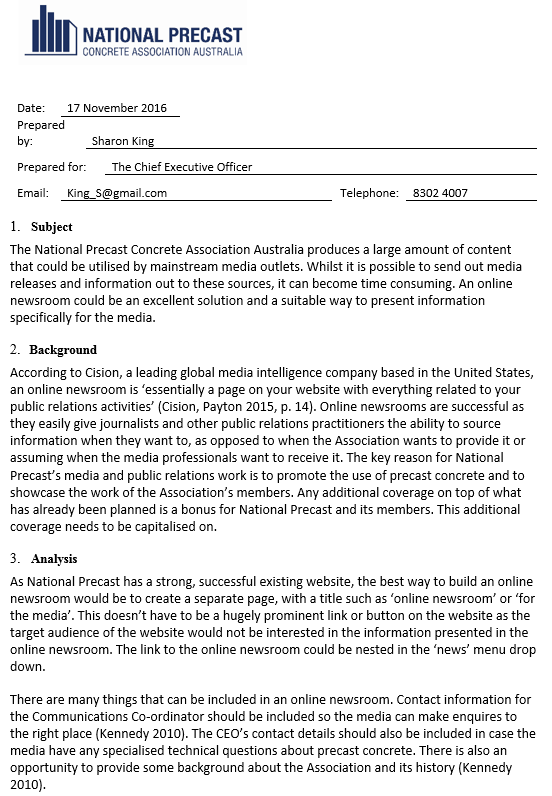 NATIONAL PRECAST
CONCRETE ASSOCIATION AUSTRALIA
Date: 17 November 2016
Prepared
by: Sharon King
Prepared for: The Chief Executive Officer
Email: King_S@gmail.com Telephone: 8302 4007
1. Subject
The National Precast Concrete Association Australia produces a large amount of content
that could be utilised by mainstream media outlets. Whilst it is possible to send out media
releases and information out to these sources, it can become time consuming. An online
newsroom could be an excellent solution and a suitable way to present information
specifically for the media.
2. Background
According to Cision, a leading global media intelligence company based in the United States,
an online newsroom is ‘essentially a page on your website with everything related to your
public relations activities’ (Cision, Payton 2015, p. 14). Online newsrooms are successful as
they easily give journalists and other public relations practitioners the ability to source
information when they want to, as opposed to when the Association wants to provide it or
assuming when the media professionals want to receive it. The key reason for National
Precast’s media and public relations work is to promote the use of precast concrete and to
showcase the work of the Association’s members. Any additional coverage on top of what
has already been planned is a bonus for National Precast and its members. This additional
coverage needs to be capitalised on.
3. Analysis
As National Precast has a strong, successful existing website, the best way to build an online
newsroom would be to create a separate page, with a title such as ‘online newsroom’ or ‘for
the media’. This doesn’t have to be a hugely prominent link or button on the website as the
target audience of the website would not be interested in the information presented in the
online newsroom. The link to the online newsroom could be nested in the ‘news’ menu drop
down.
There are many things that can be included in an online newsroom. Contact information for
the Communications Co-ordinator should be included so the media can make enquires to
the right place (Kennedy 2010). The CEO’s contact details should also be included in case the
media have any specialised technical questions about precast concrete. There is also an
opportunity to provide some background about the Association and its history (Kennedy
2010).